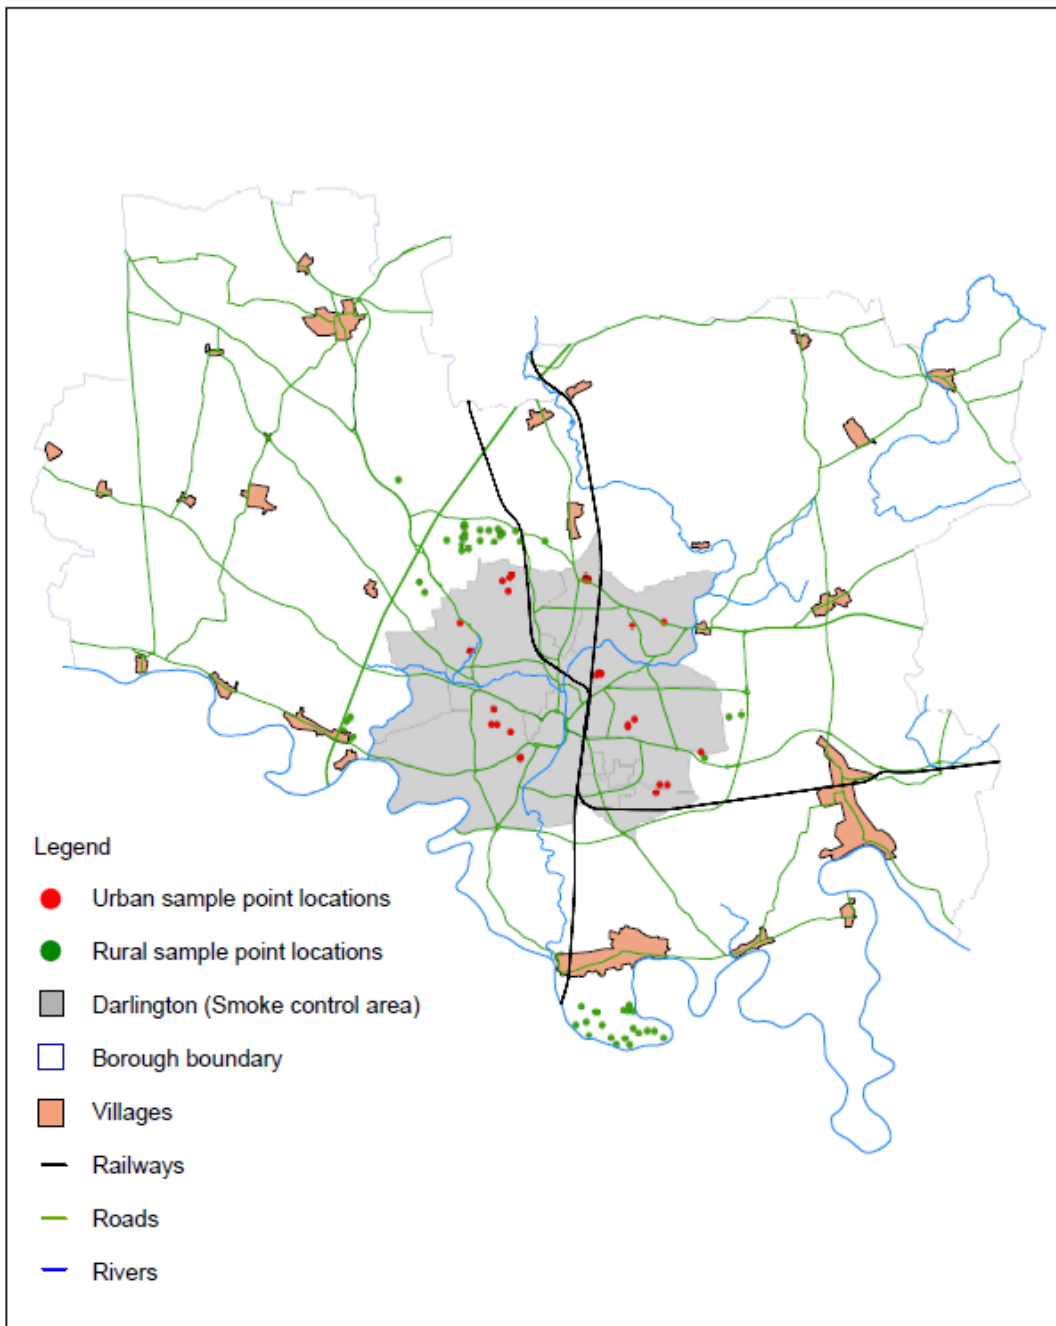 Legend
Urban sample point locations
Rural sample point locations
Darlington (Smoke control area)
Borough boundary
Villages
Railways
Roads
Rivers